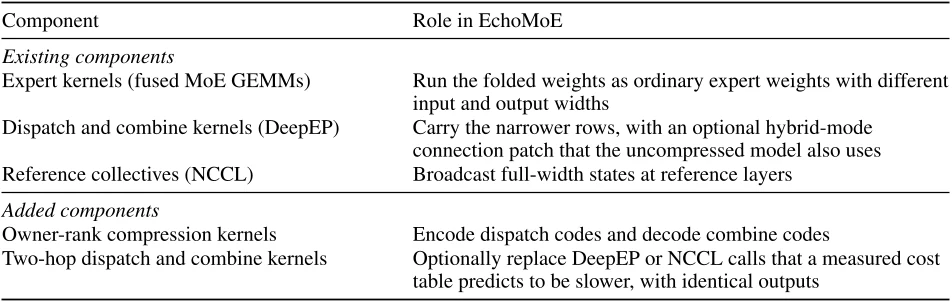 Component Role in EchoMoE
Existing components
Expert kernels (fused MoE GEMMs) Run the folded weights as ordinary expert weights with different
input and output widths
Dispatch and combine kernels (DeepEP) Carry the narrower rows, with an optional hybrid-mode
connection patch that the uncompressed model also uses
Reference collectives (NCCL) Broadcast full-width states at reference layers
Added components
Owner-rank compression kernels Encode dispatch codes and decode combine codes
Two-hop dispatch and combine kernels Optionally replace DeepEP or NCCL calls that a measured cost
table predicts to be slower, with identical outputs